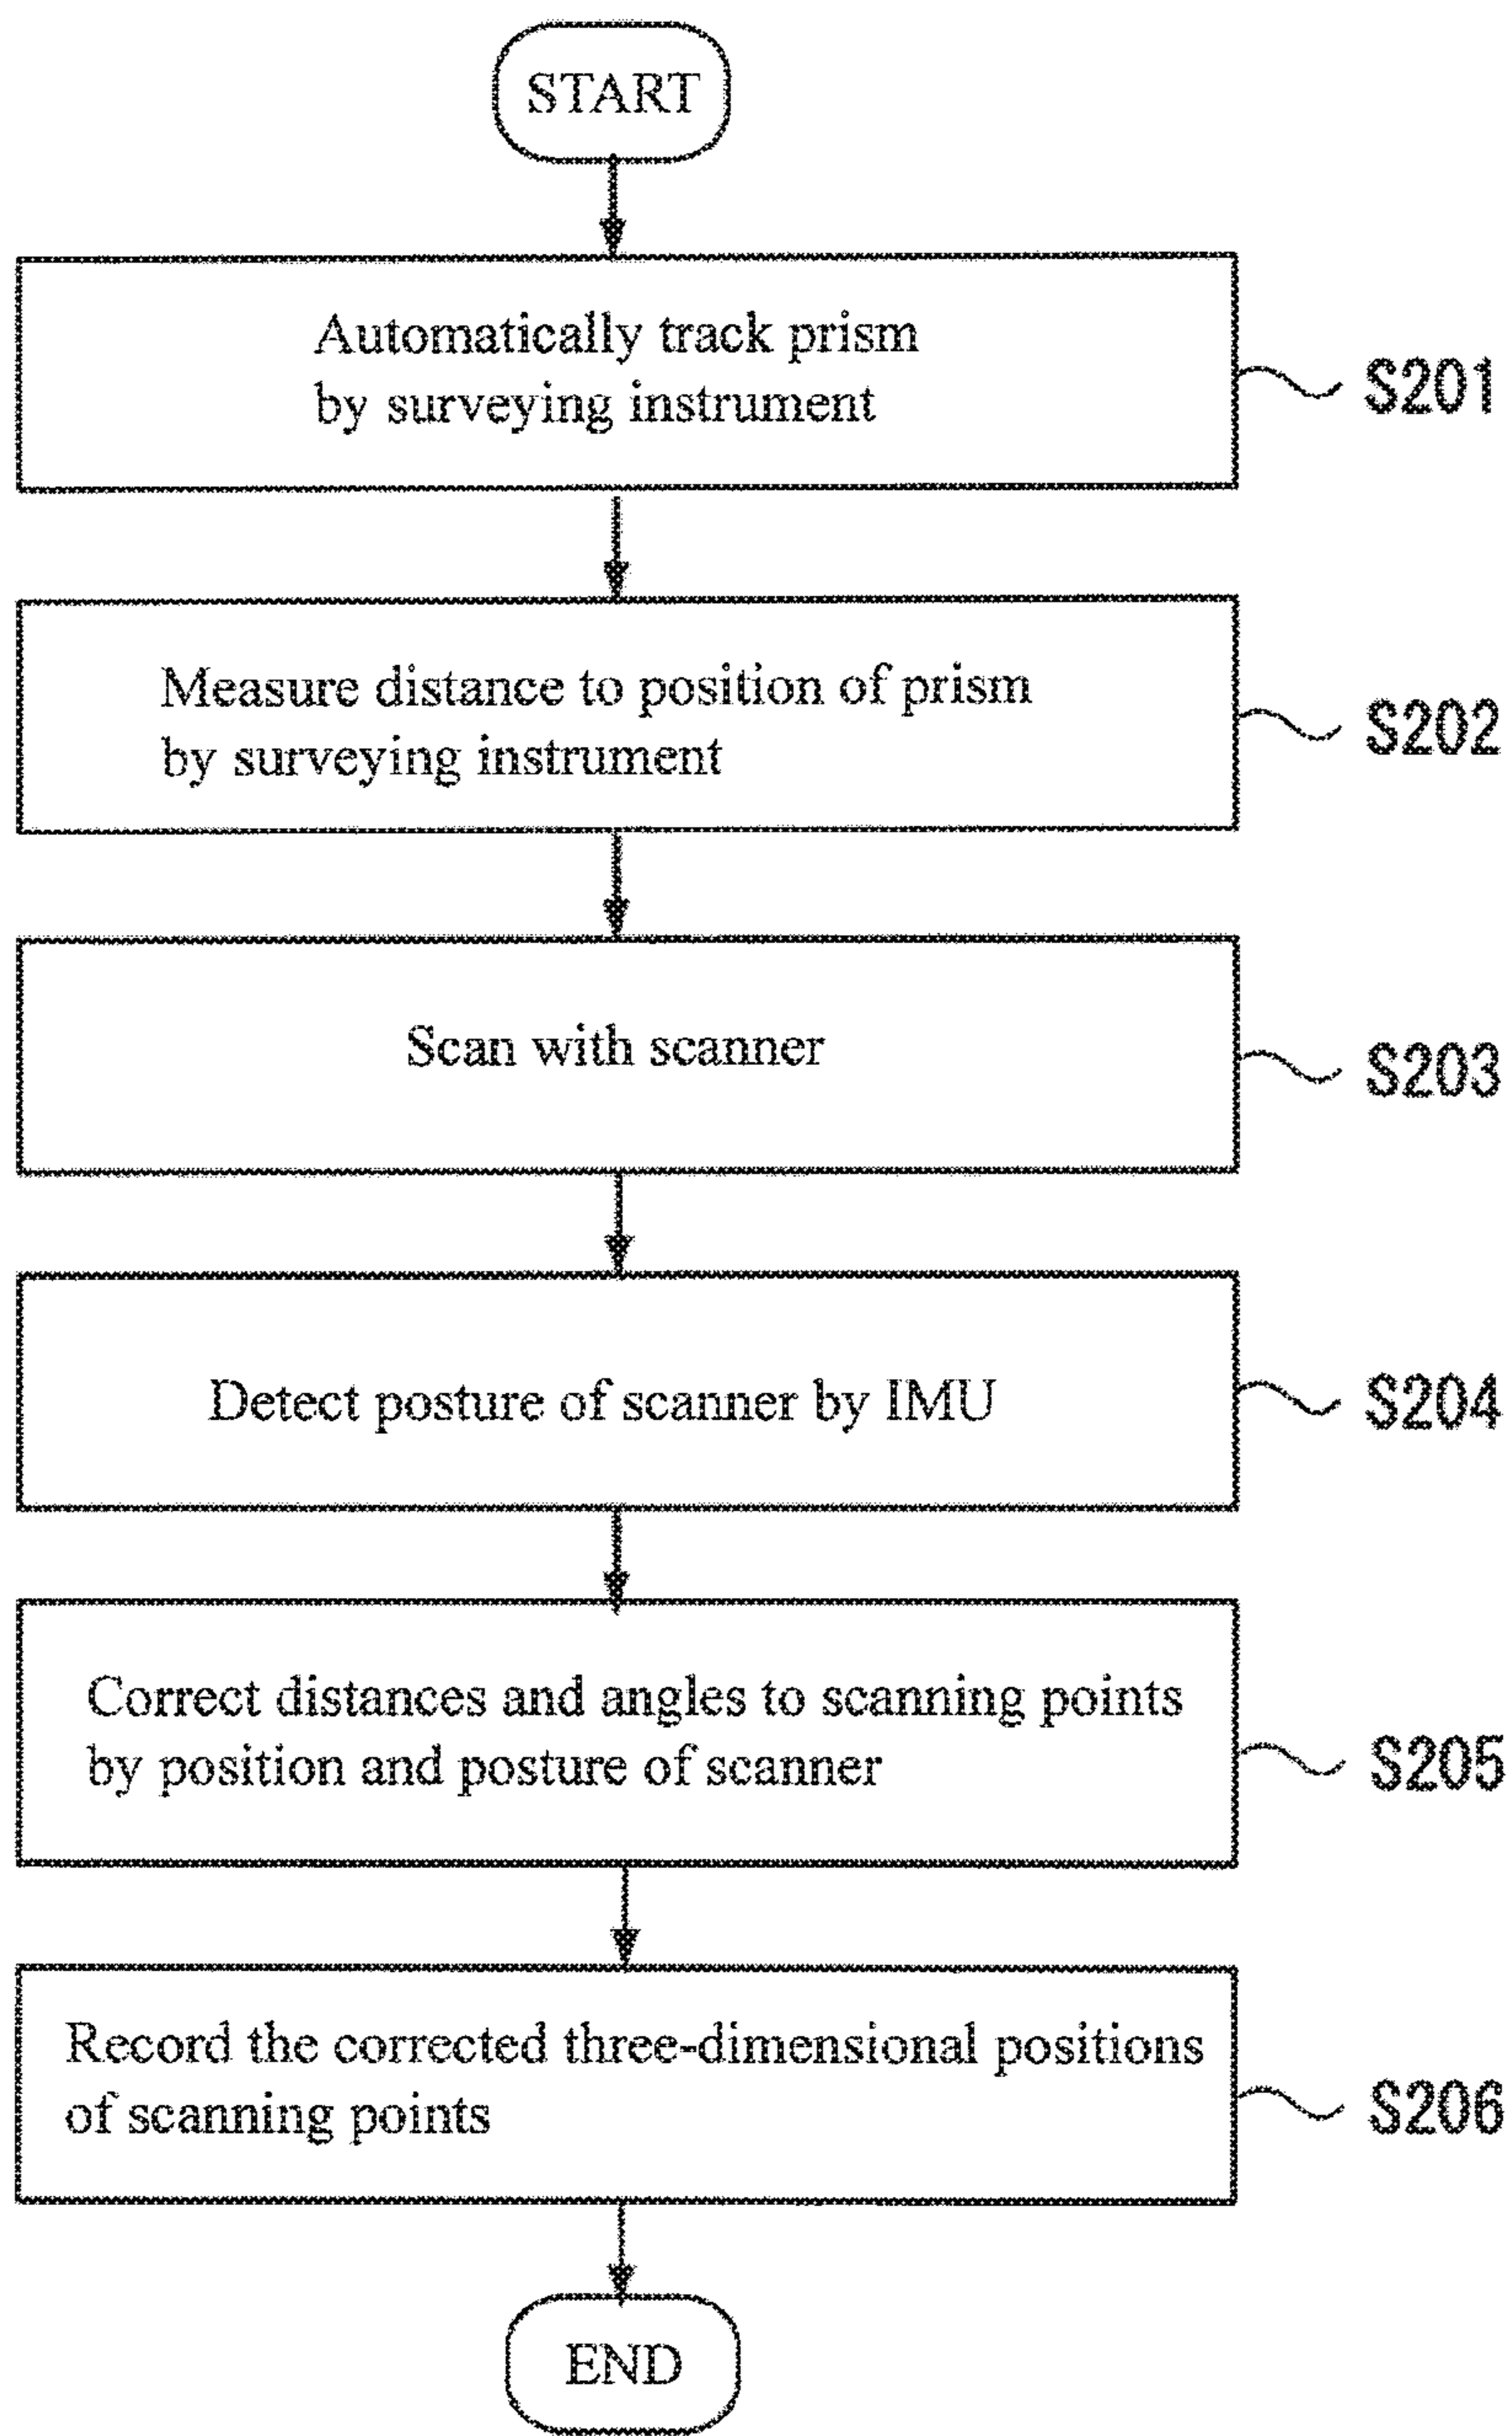 START
Automatically track prism
by surveying instrument
S201
Measure distance to position of prism
by surveying instrument
S202
Scan with scanner
S203
Detect posture of scanner by IMU
S204
Correct distances and angles to scanning points
by position and posture of scanner
S205
Record the corrected three-dimensional positions
of scanning points
S206
END